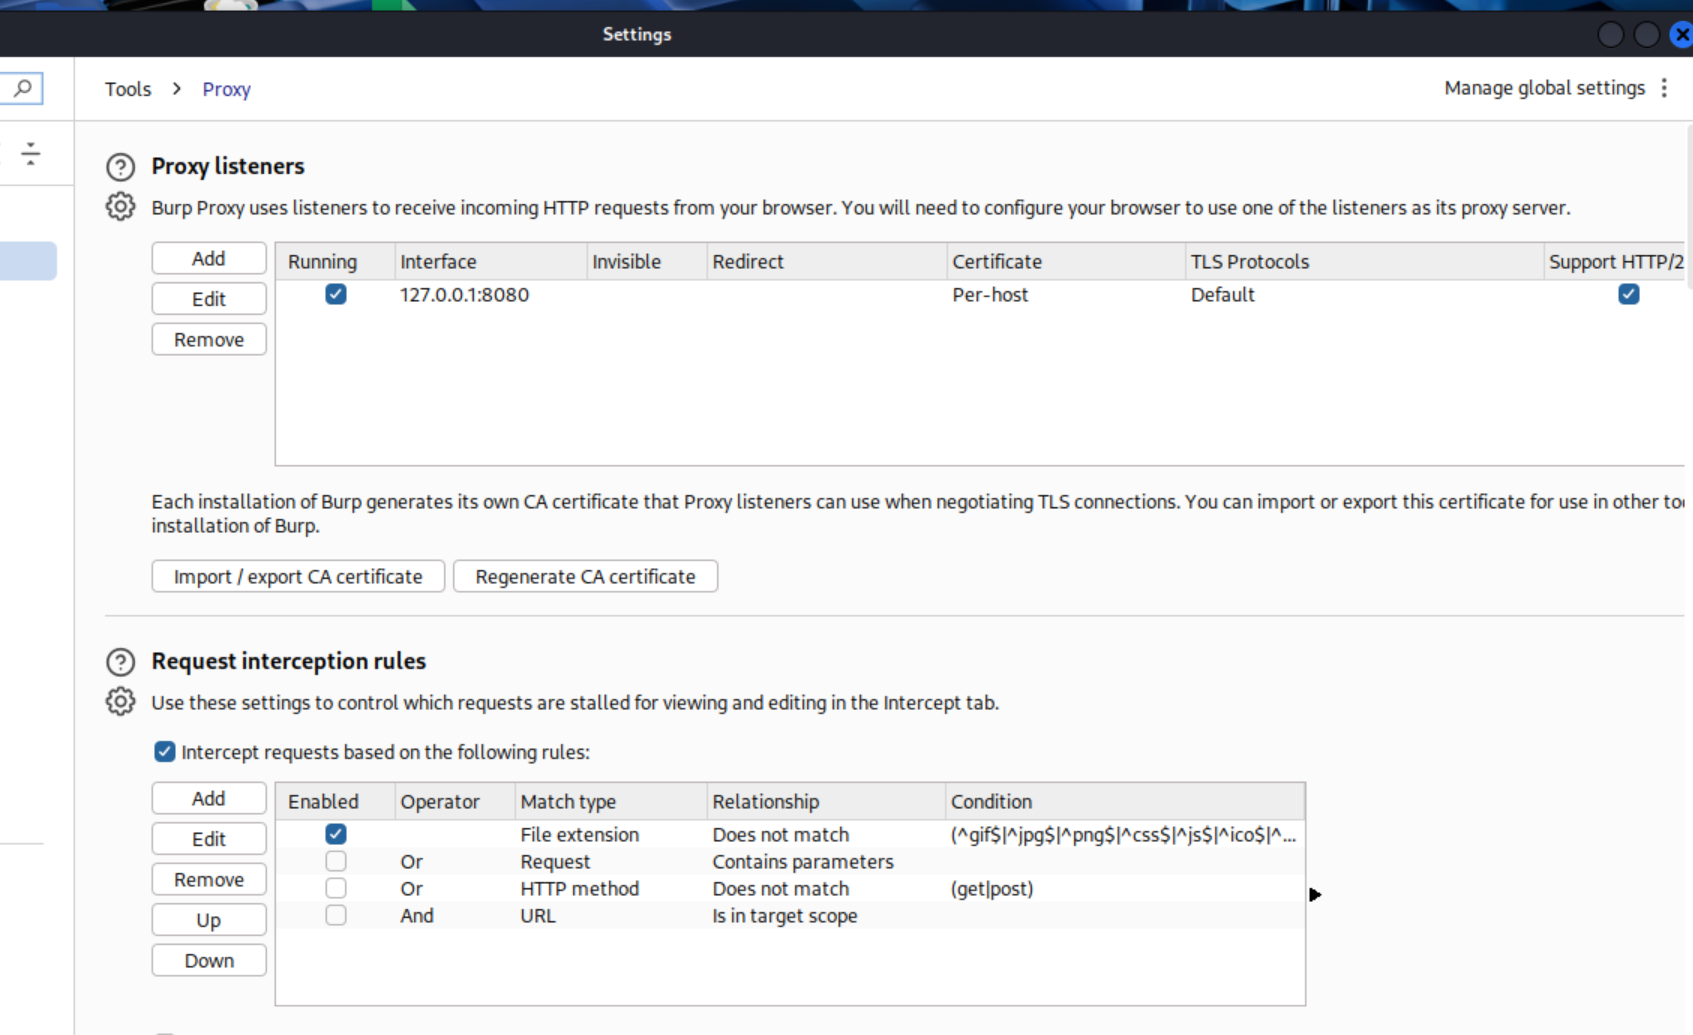 Settings
Tools > Proxy
Manage global settings
Proxy listeners
Burp Proxy uses listeners to receive incoming HTTP requests from your browser. You will need to configure your browser to use one of the listeners as its proxy server.
Add
Edit
Remove
Running Interface Invisible Redirect Certificate TLS Protocols Support HTTP/2
127.0.0.1:8080 Per-host Default
Each installation of Burp generates its own CA certificate that Proxy listeners can use when negotiating TLS connections. You can import or export this certificate for use in other
installation of Burp.
Import / export CA certificate Regenerate CA certificate
Request interception rules
Use these settings to control which requests are stalled for viewing and editing in the Intercept tab.
Intercept requests based on the following rules:
Add
Edit
Remove
Up
Down
Enabled Operator Match type Relationship Condition
File extension Does not match (^gif$|^jpg$|^png$|^css$|^js$|^ico$|^...
Or Request Contains parameters
Or HTTP method Does not match (get|post)
And URL Is in target scope